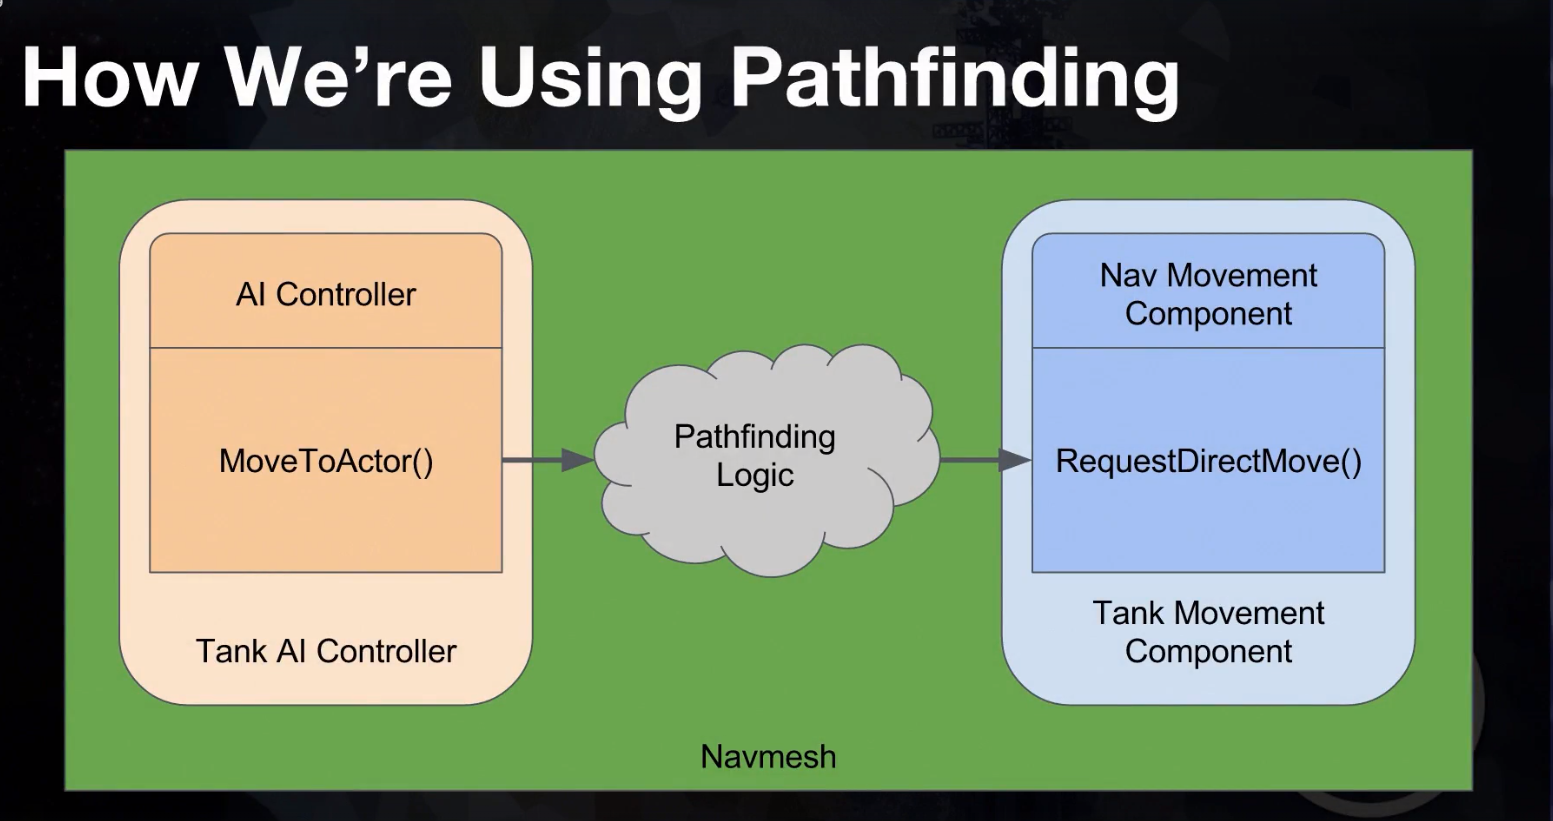 How We’re Using Pathfinding
AI Controller
MoveToActor()
Tank AI Controller
Pathfinding
Logic
Nav Movement
Component
RequestDirectMove()
Tank Movement
Component
Navmesh